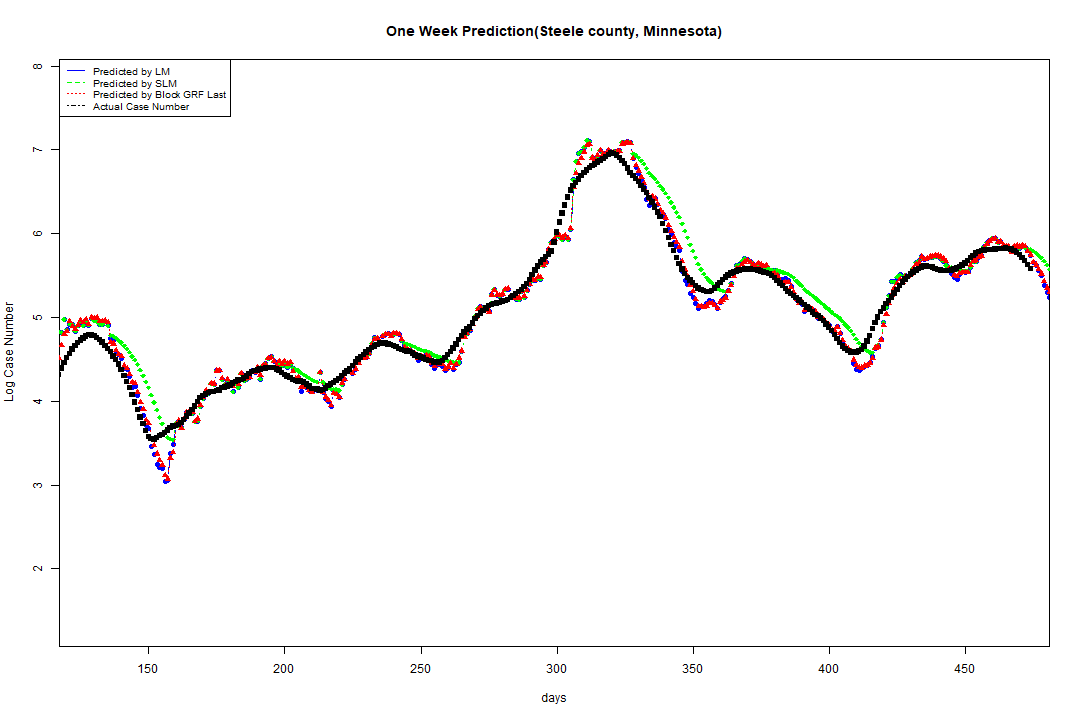 One Week Prediction(Steele county, Minnesota)
Predicted by LM
Predicted by SLM
Predicted by Block GRF Last
Actual Case Number
8
7
6
5
4
3
2
Log Case Number
150 200 250 300 350 400 450
days